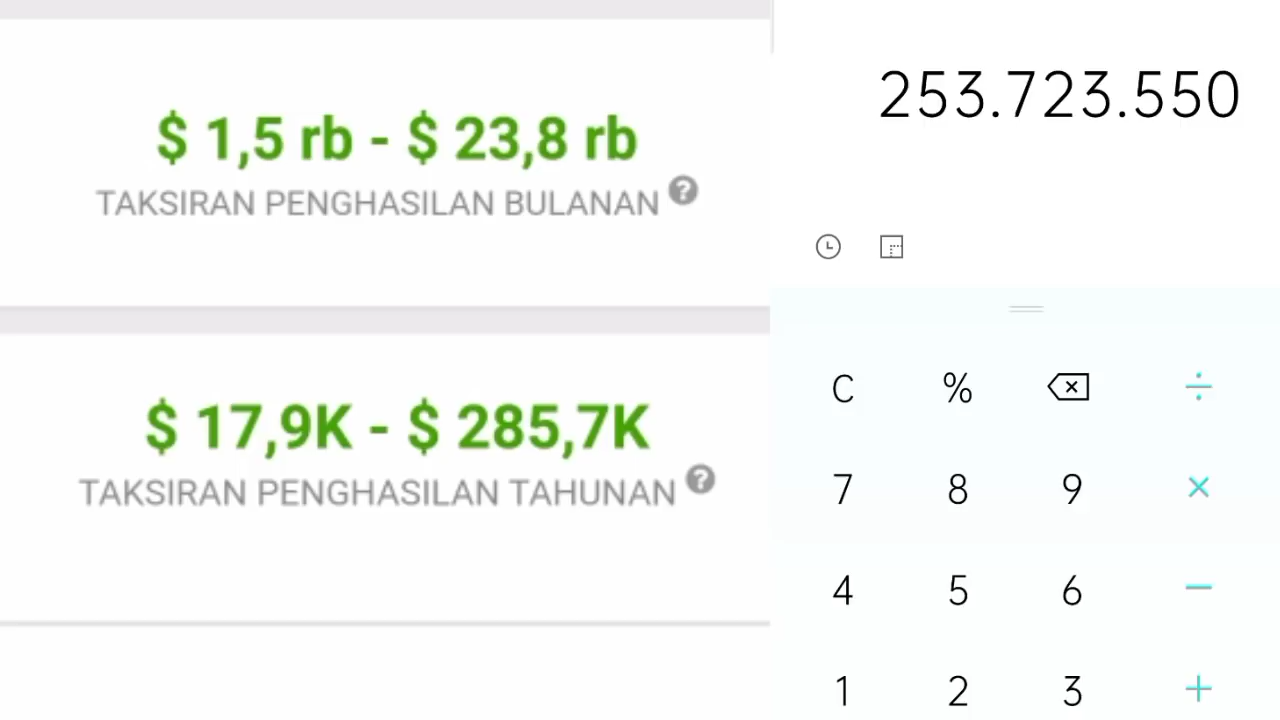 $ 1,5 rb - $ 23,8 rb
TAKSIRAN PENGHASILAN BULANAN ?
$ 17,9K - $ 285,7K
TAKSIRAN PENGHASILAN TAHUNAN ?
253.723.550
C % ÷
7 8 9 ×
4 5 6 −
1 2 3 +